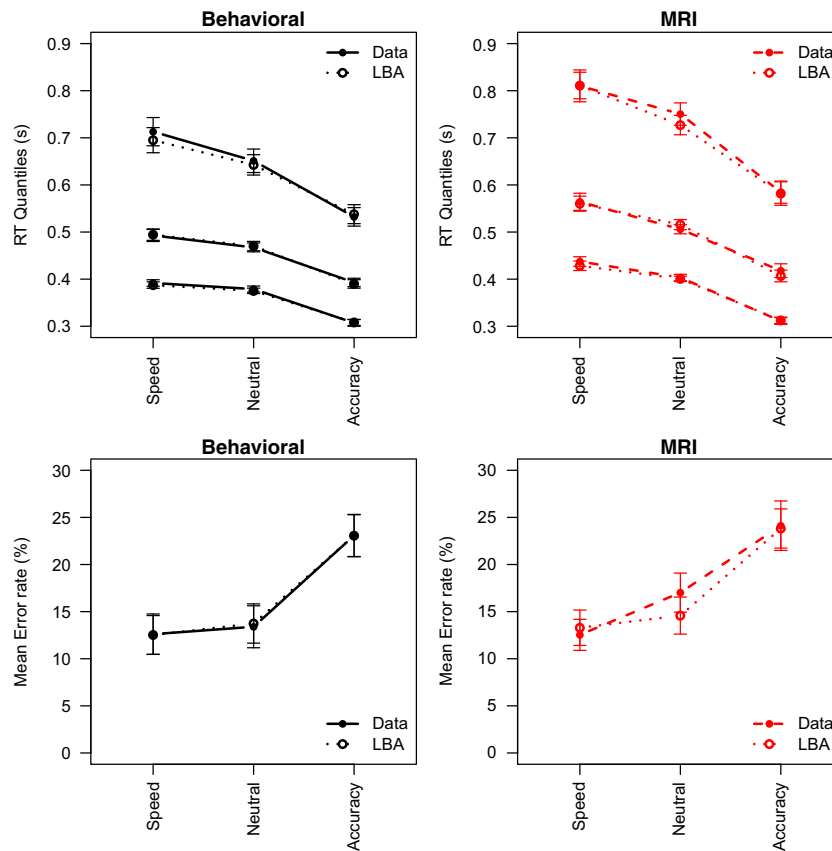 Behavioral
RT Quantiles (s)
0.9
0.8
0.7
0.6
0.5
0.4
0.3
Data
LBA
Speed
Neutral
Accuracy
MRI
RT Quantiles (s)
0.9
0.8
0.7
0.6
0.5
0.4
0.3
Data
LBA
Speed
Neutral
Accuracy
Behavioral
Mean Error rate (%)
30
25
20
15
10
5
0
Data
LBA
Speed
Neutral
Accuracy
MRI
Mean Error rate (%)
30
25
20
15
10
5
0
Data
LBA
Speed
Neutral
Accuracy